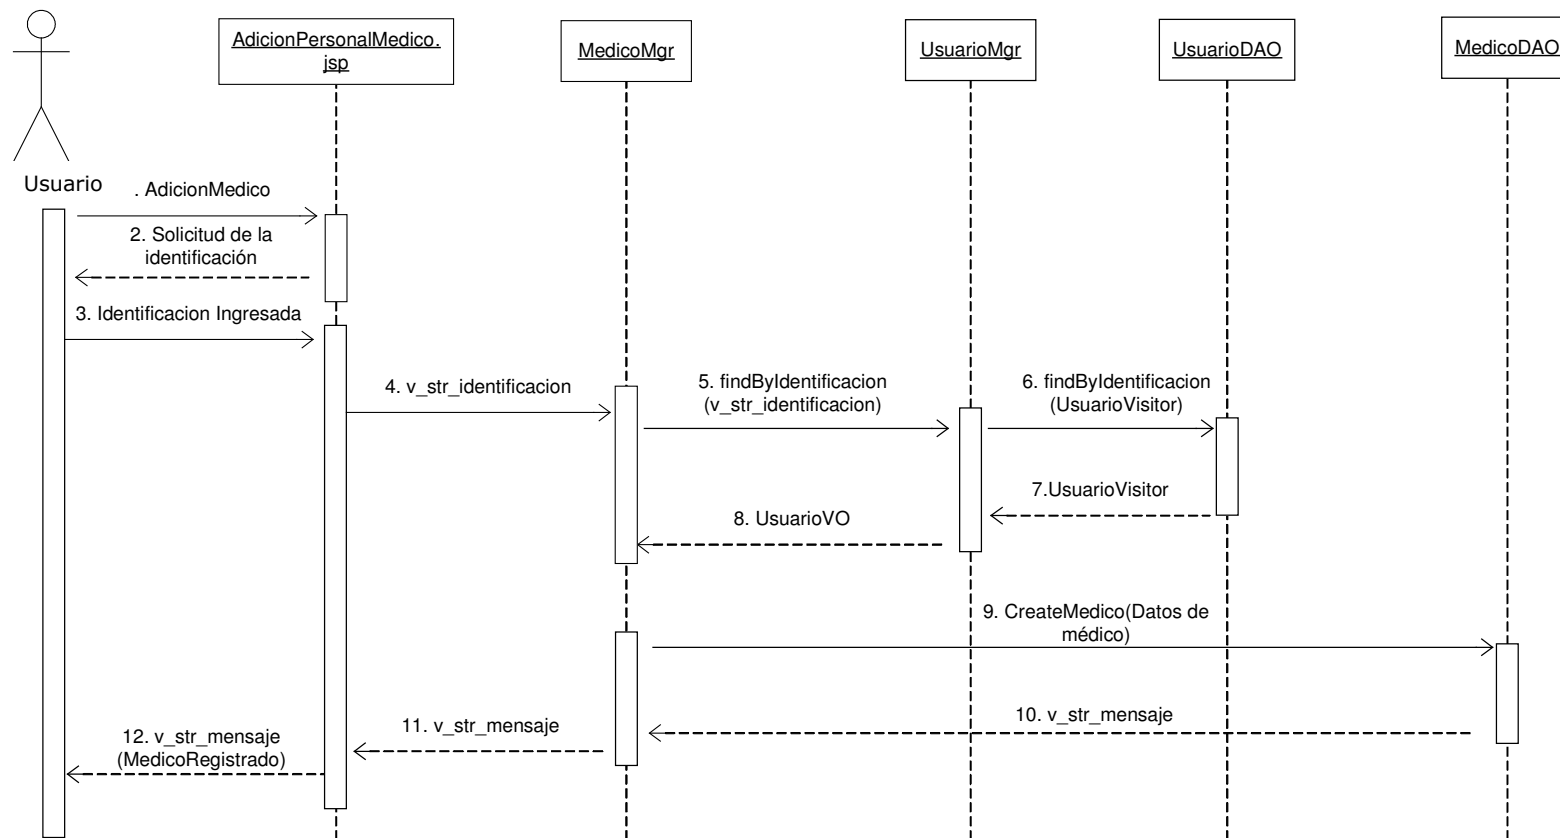 AdicionPersonalMedico.
jsp
MedicoMgr
UsuarioMgr
UsuarioDAO
MedicoDAO
Usuario
. AdicionMedico
2. Solicitud de la
identificación
3. Identificacion Ingresada
4. v_str_identificacion
5. findByIdentificacion
(v_str_identificacion)
6. findByIdentificacion
(UsuarioVisitor)
7.UsuarioVisitor
8. UsuarioVO
9. CreateMedico(Datos de
médico)
10. v_str_mensaje
11. v_str_mensaje
12. v_str_mensaje
(MedicoRegistrado)